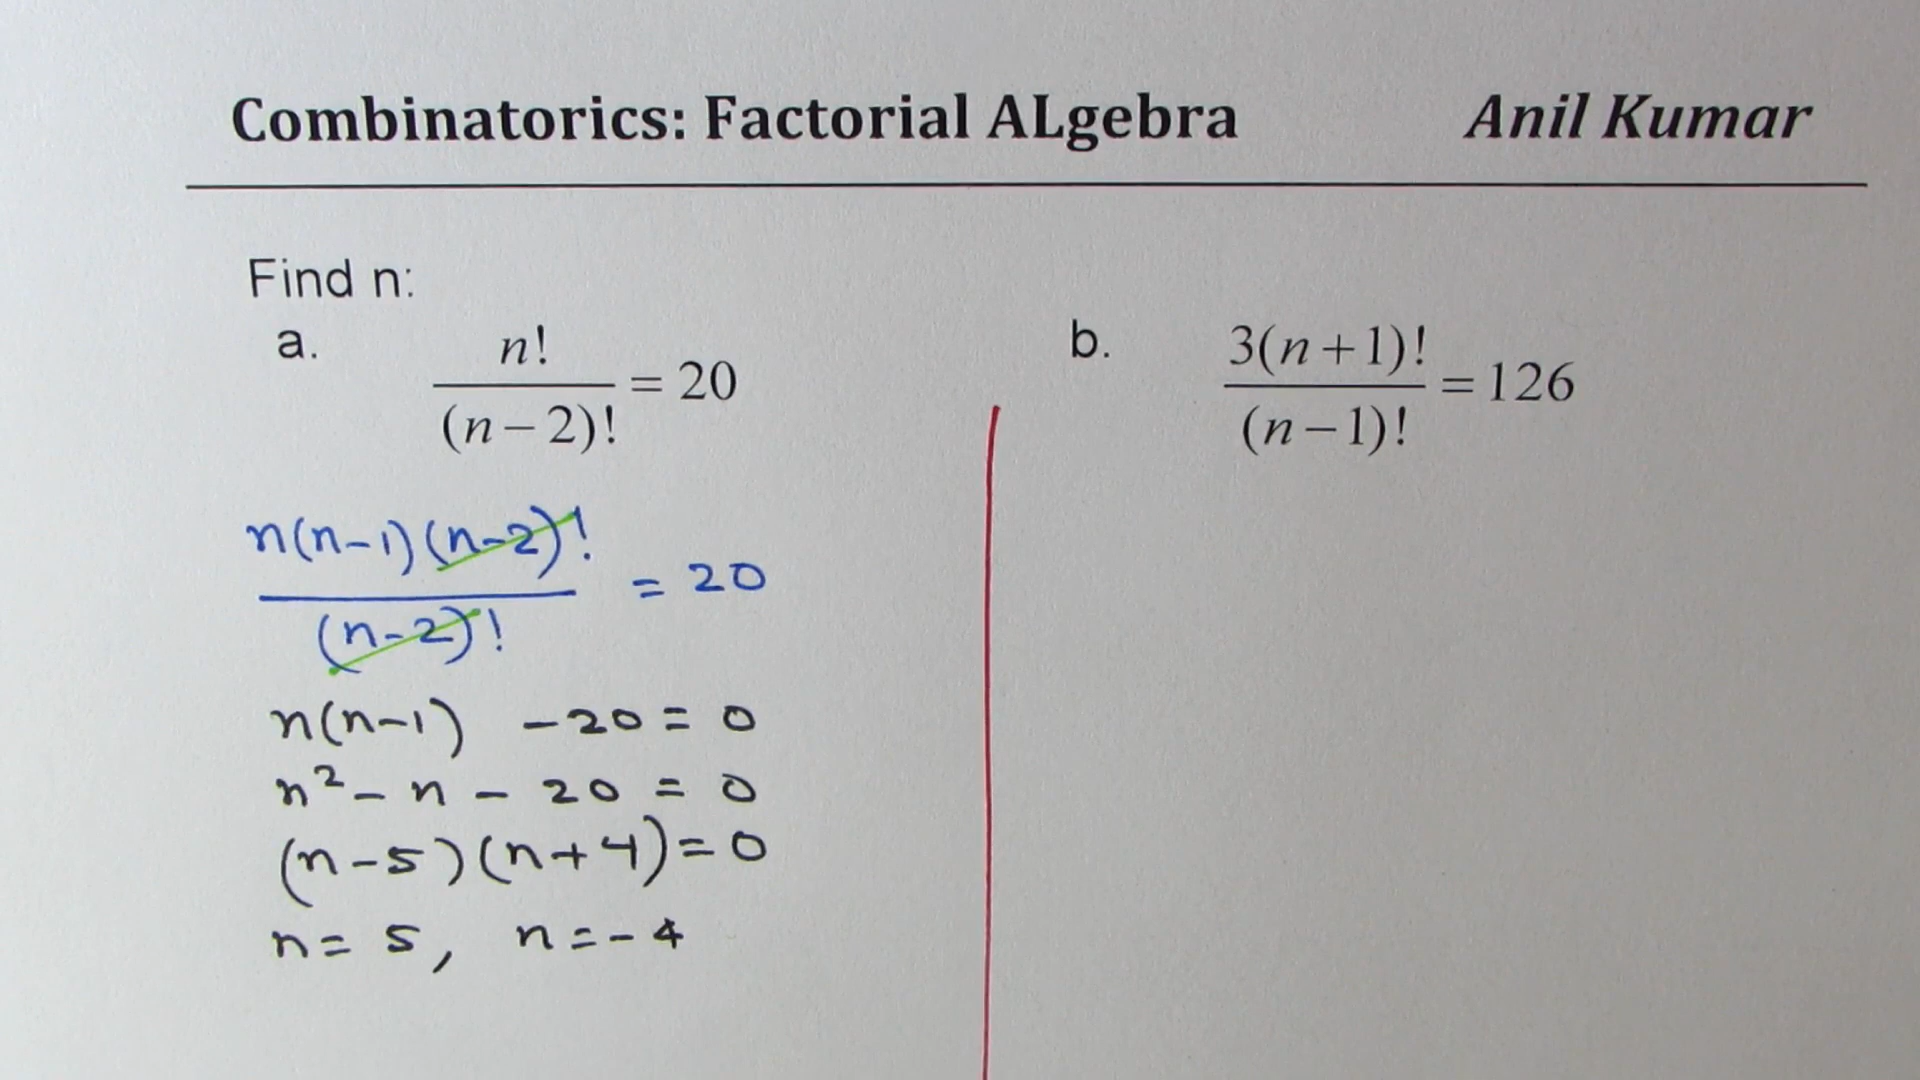 Combinatorics: Factorial ALgebra Anil Kumar
Find n:
a. n!/(n−2)! = 20
b. 3(n+1)!/(n−1)! = 126
n(n-1)(n-2)!/(n-2)! = 20
n(n-1) - 20 = 0
n² - n - 20 = 0
(n-5)(n+4) = 0
n = 5, n = -4